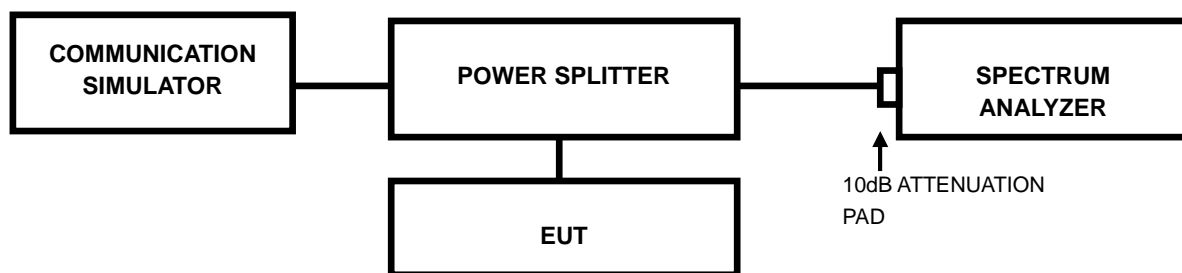 COMMUNICATION
SIMULATOR
POWER SPLITTER
SPECTRUM
ANALYZER
10dB ATTENUATION
PAD
EUT